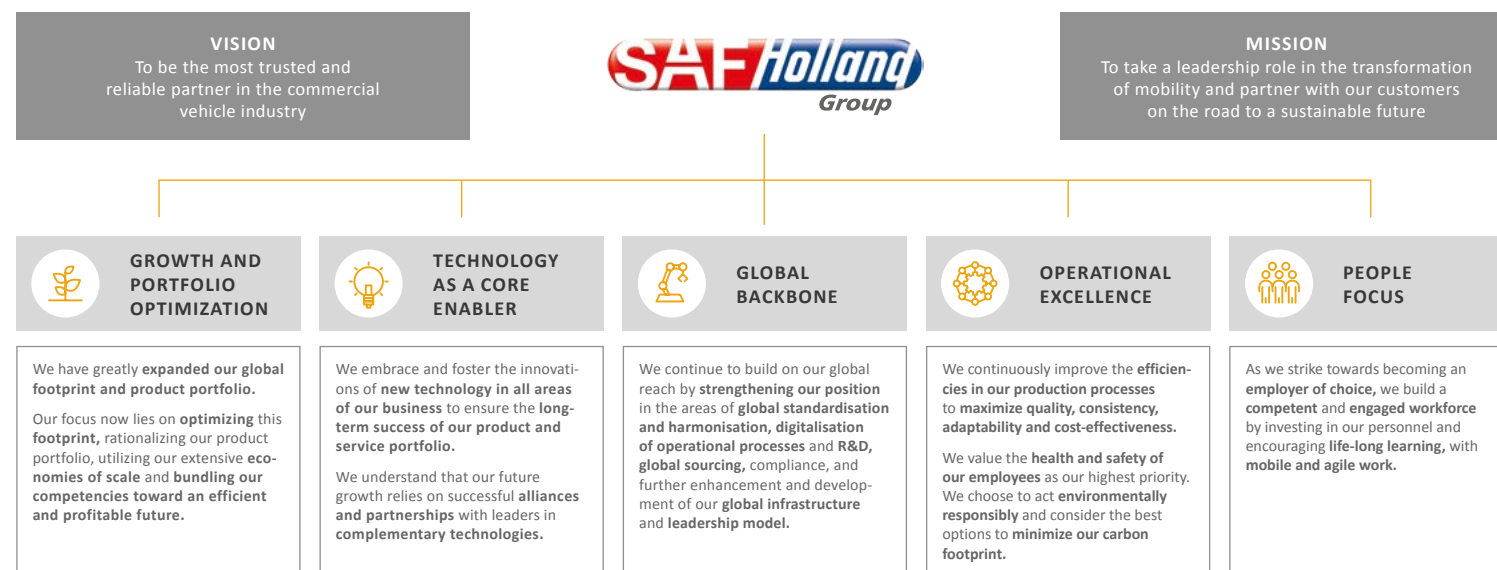 VISION
To be the most trusted and
reliable partner in the commercial
vehicle industry
SAF Holland
Group
MISSION
To take a leadership role in the transformation
of mobility and partner with our customers
on the road to a sustainable future
GROWTH AND
PORTFOLIO
OPTIMIZATION
We have greatly expanded our global
footprint and product portfolio.
Our focus now lies on optimizing this
footprint, rationalizing our product
portfolio, utilizing our extensive eco-
nomies of scale and bundling our
competencies toward an efficient
and profitable future.
TECHNOLOGY
AS A CORE
ENABLER
We embrace and foster the innovati-
ons of new technology in all areas
of our business to ensure the long-
term success of our product and
service portfolio.
We understand that our future
growth relies on successful alliances
and partnerships with leaders in
complementary technologies.
GLOBAL
BACKBONE
We continue to build on our global
reach by strengthening our position
in the areas of global standardisation
and harmonisation, digitalisation
of operational processes and R&D,
global sourcing, compliance, and
further enhancement and develop-
ment of our global infrastructure
and leadership model.
OPERATIONAL
EXCELLENCE
We continuously improve the efficien-
cies in our production processes
to maximize quality, consistency,
adaptability and cost-effectiveness.
We value the health and safety of
our employees as our highest priority.
We choose to act environmentally
responsibly and consider the best
options to minimize our carbon
footprint.
PEOPLE
FOCUS
As we strike towards becoming an
employer of choice, we build a
competent and engaged workforce
by investing in our personnel and
encouraging life-long learning, with
mobile and agile work.